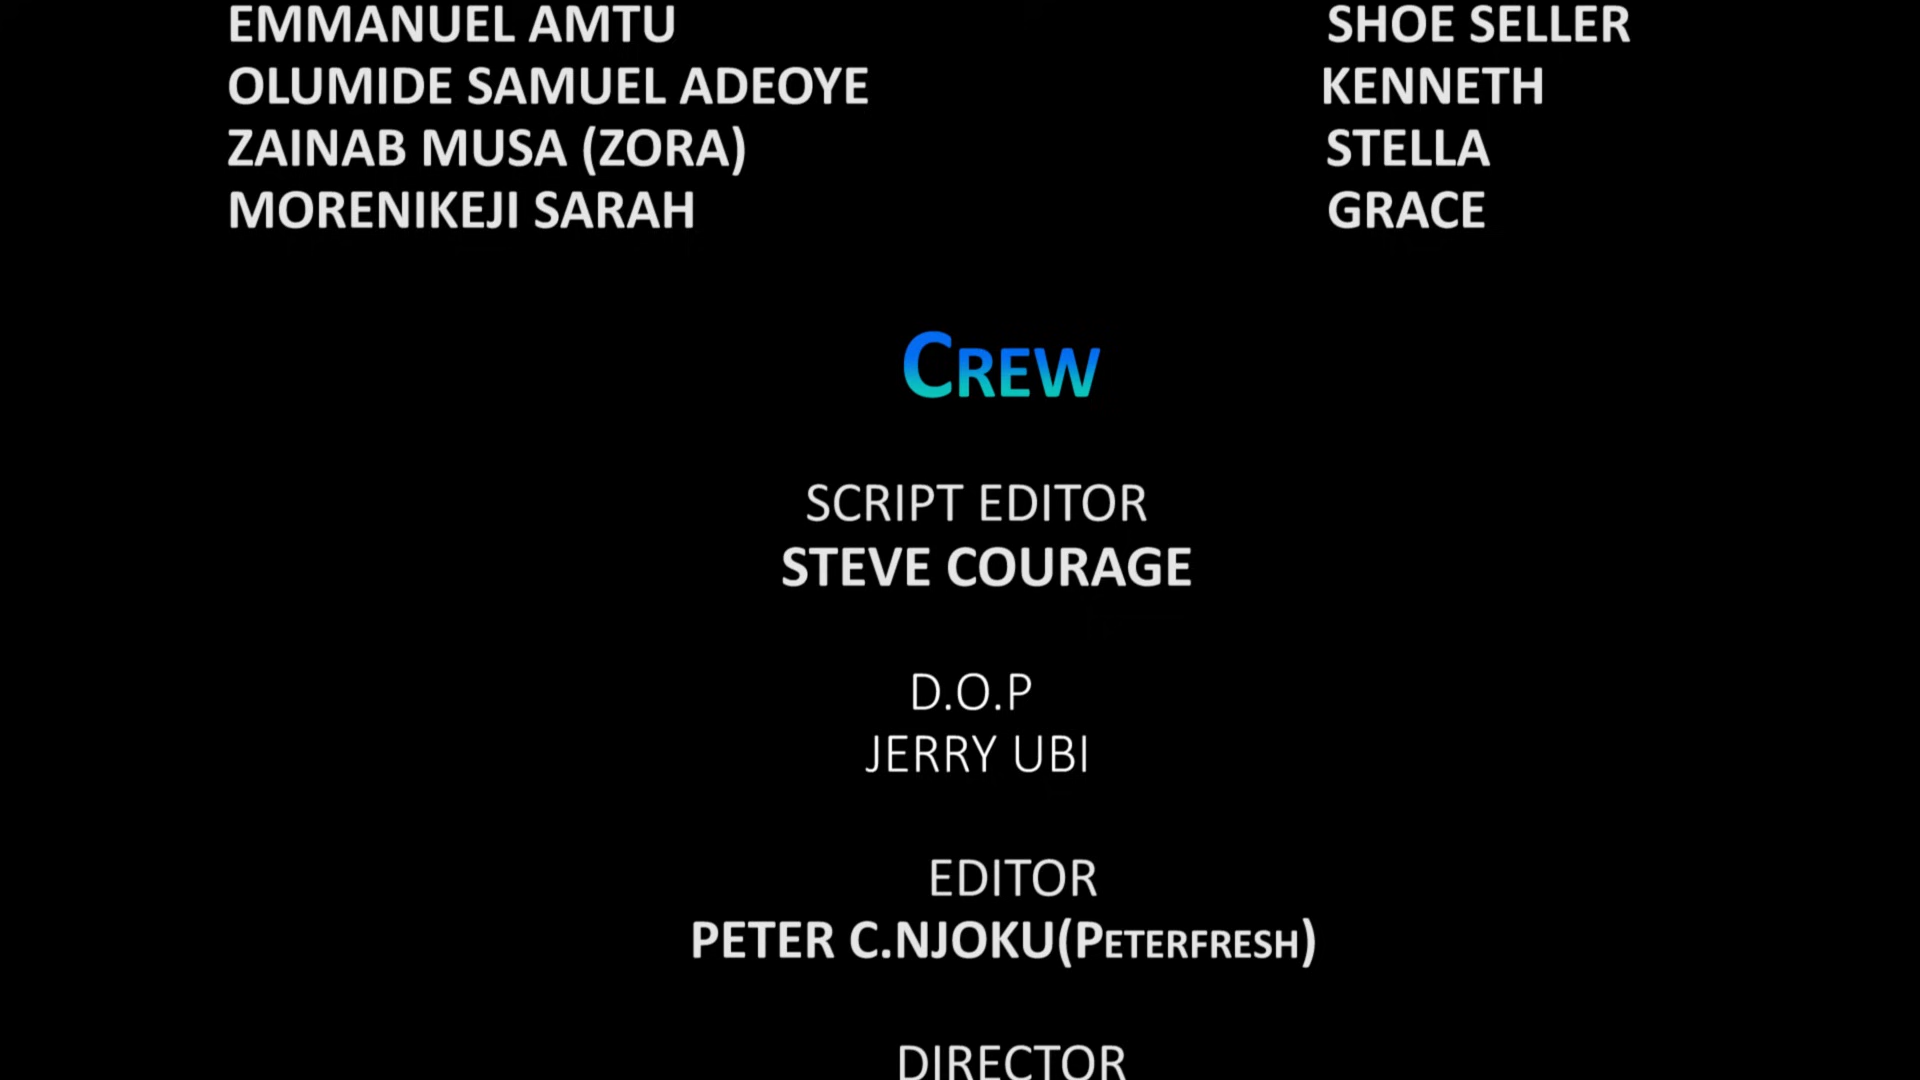 EMMANUEL AMTU SHOE SELLER
OLUMIDE SAMUEL ADEOYE KENNETH
ZAINAB MUSA (ZORA) STELLA
MORENIKEJI SARAH GRACE
CREW
SCRIPT EDITOR
STEVE COURAGE
D.O.P
JERRY UBI
EDITOR
PETER C.NJOKU(PETERFRESH)
DIRECTOR